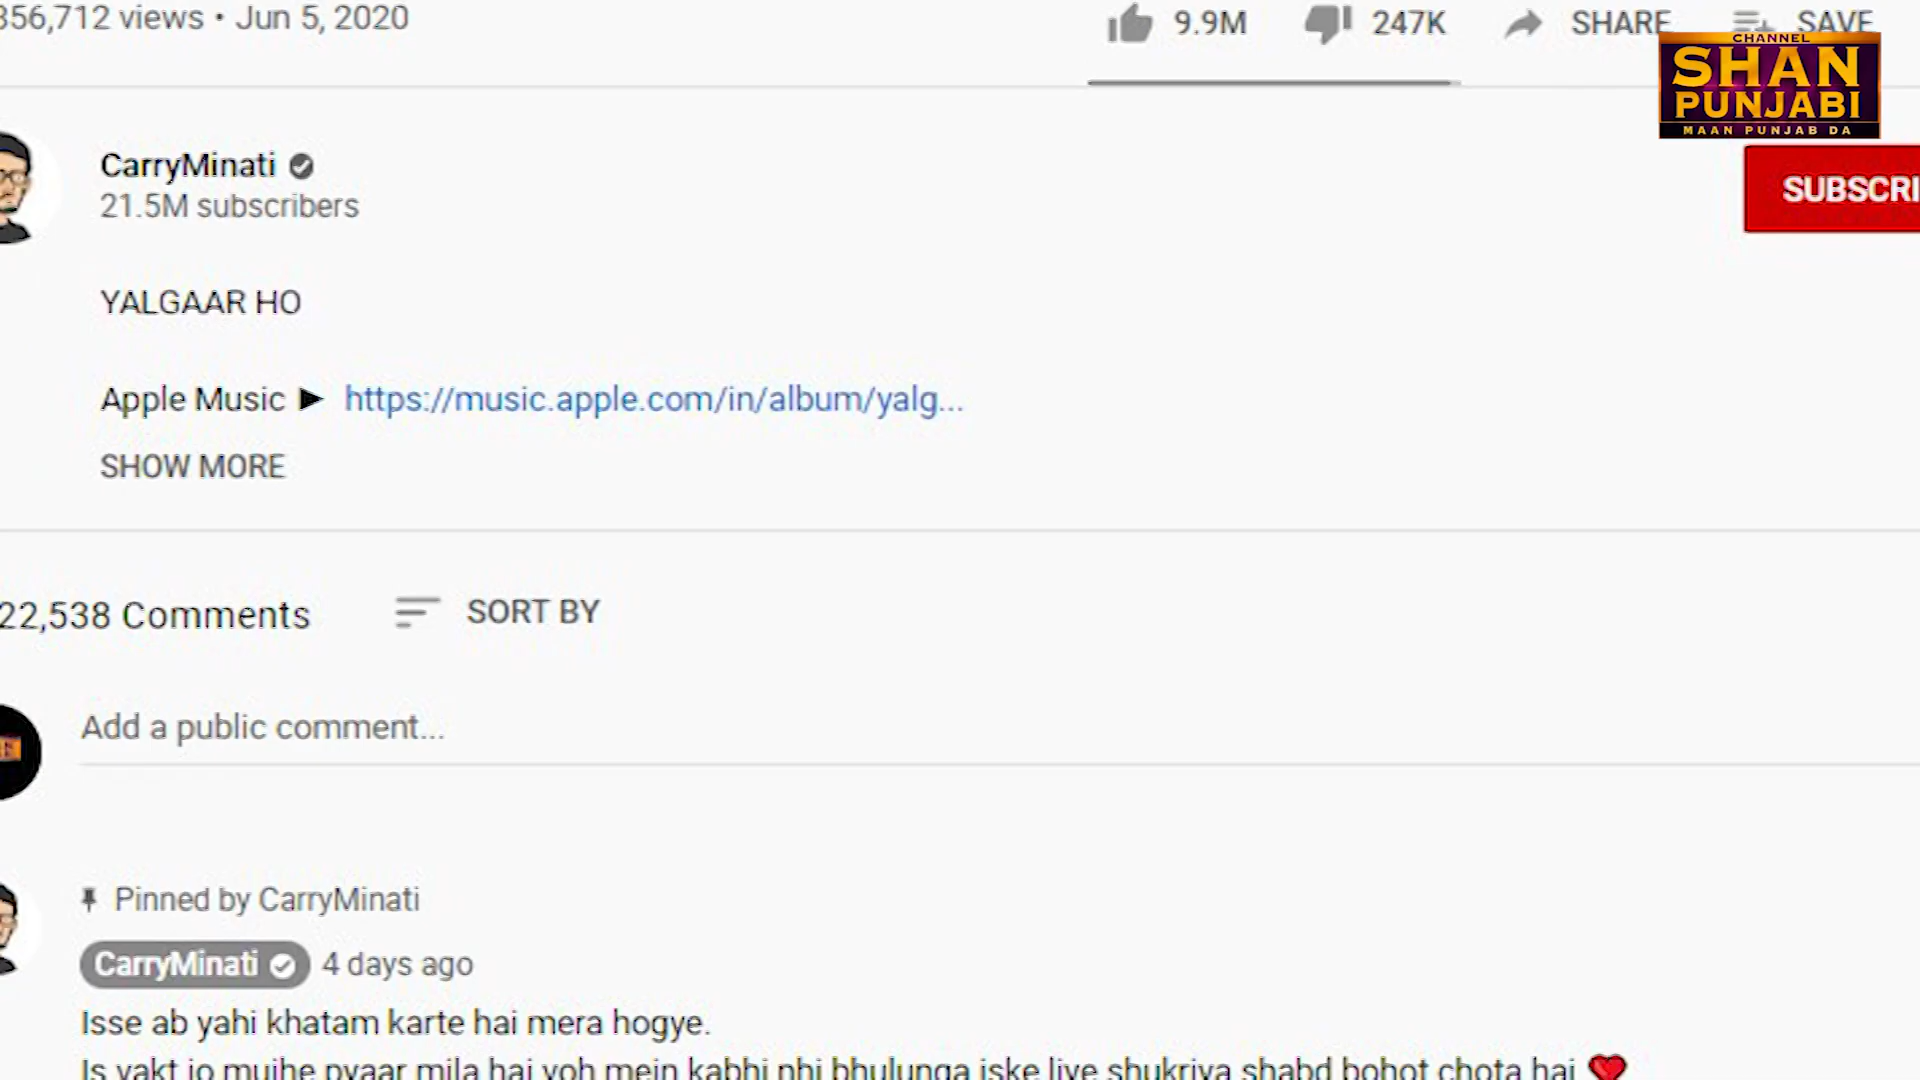 356,712 views • Jun 5, 2020
9.9M
247K
SHARE
SAVE
CHANNEL
SHAN
PUNJABI
MAAN PUNJAB DA
CarryMinati
21.5M subscribers
SUBSCRI
YALGAAR HO
Apple Music ► https://music.apple.com/in/album/yalg...
SHOW MORE
22,538 Comments
SORT BY
Add a public comment...
Pinned by CarryMinati
CarryMinati 4 days ago
Isse ab yahi khatam karte hai mera hogye.
Is vakt jo mujhe pyaar mila hai voh mein kabhi nhi bhulunga iske liye shukriya shabd bohot chota hai ❤